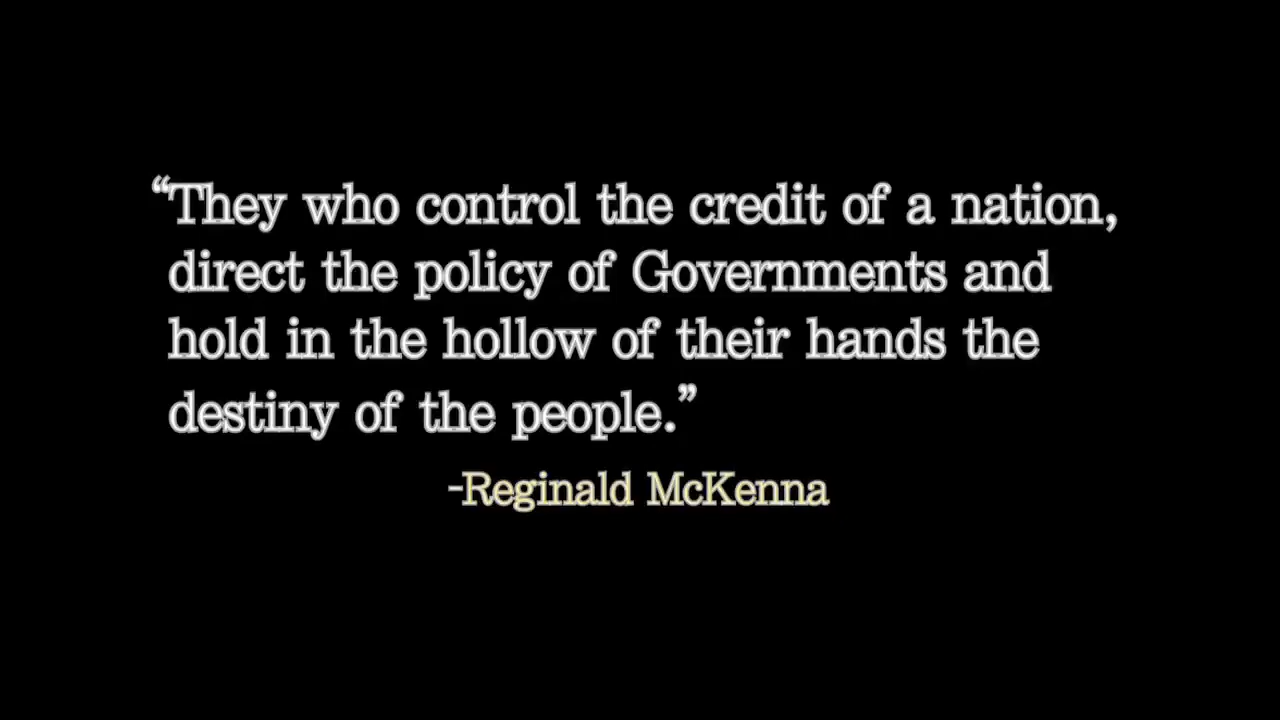 “They who control the credit of a nation,
direct the policy of Governments and
hold in the hollow of their hands the
destiny of the people.”
-Reginald McKenna